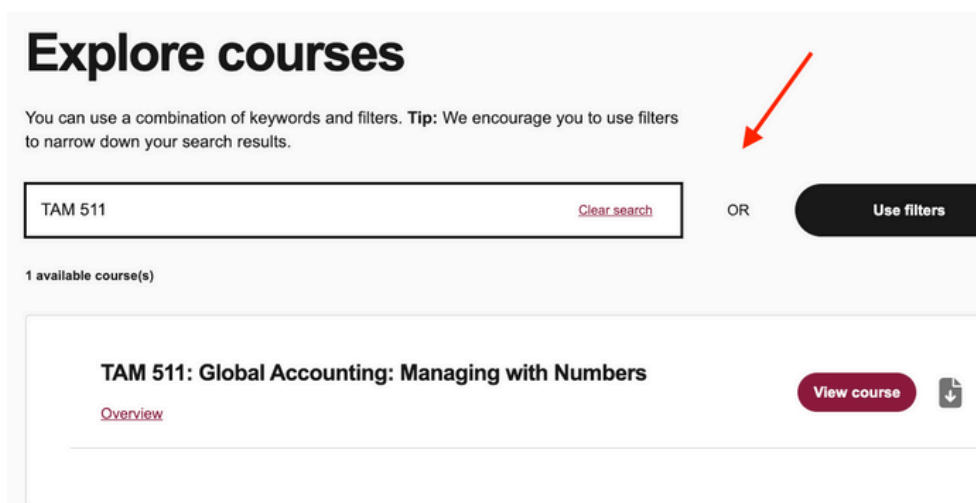 Explore courses
You can use a combination of keywords and filters. Tip: We encourage you to use filters
to narrow down your search results.
TAM 511
Clear search
OR
Use filters
1 available course(s)
TAM 511: Global Accounting: Managing with Numbers
View course
Overview